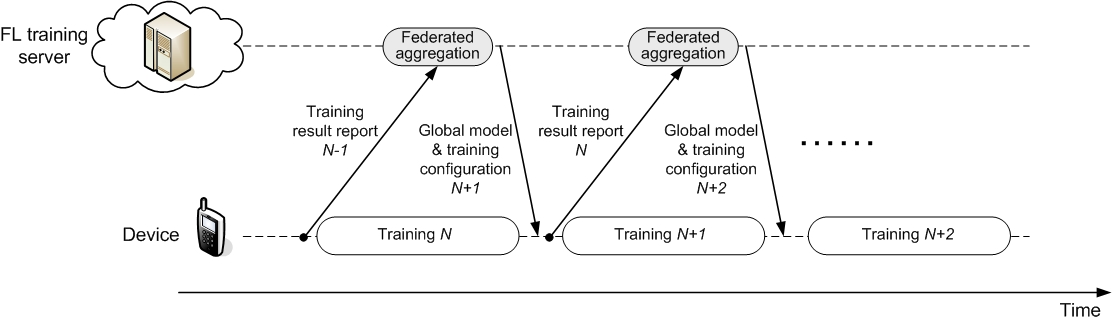 FL training
server
Federated
aggregation
Federated
aggregation
Training
result report
N-1
Global model
& training
configuration
N+1
Training
result report
N
Global model
& training
configuration
N+2
......
Device
Training N
Training N+1
Training N+2
Time